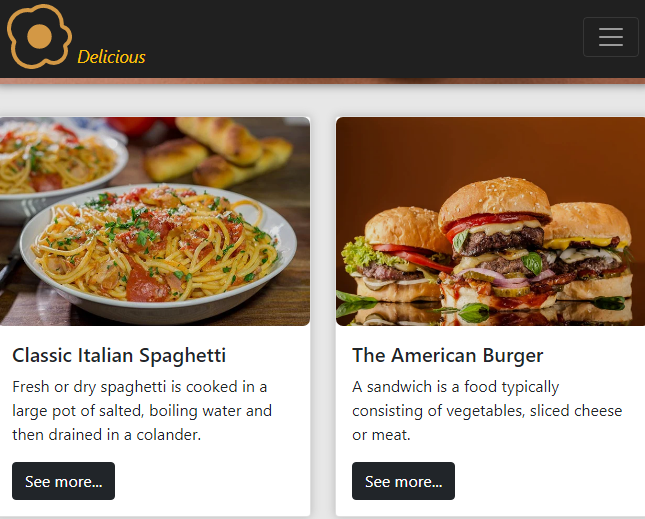 Delicious
Classic Italian Spaghetti
Fresh or dry spaghetti is cooked in a
large pot of salted, boiling water and
then drained in a colander.
See more...
The American Burger
A sandwich is a food typically
consisting of vegetables, sliced cheese
or meat.
See more...